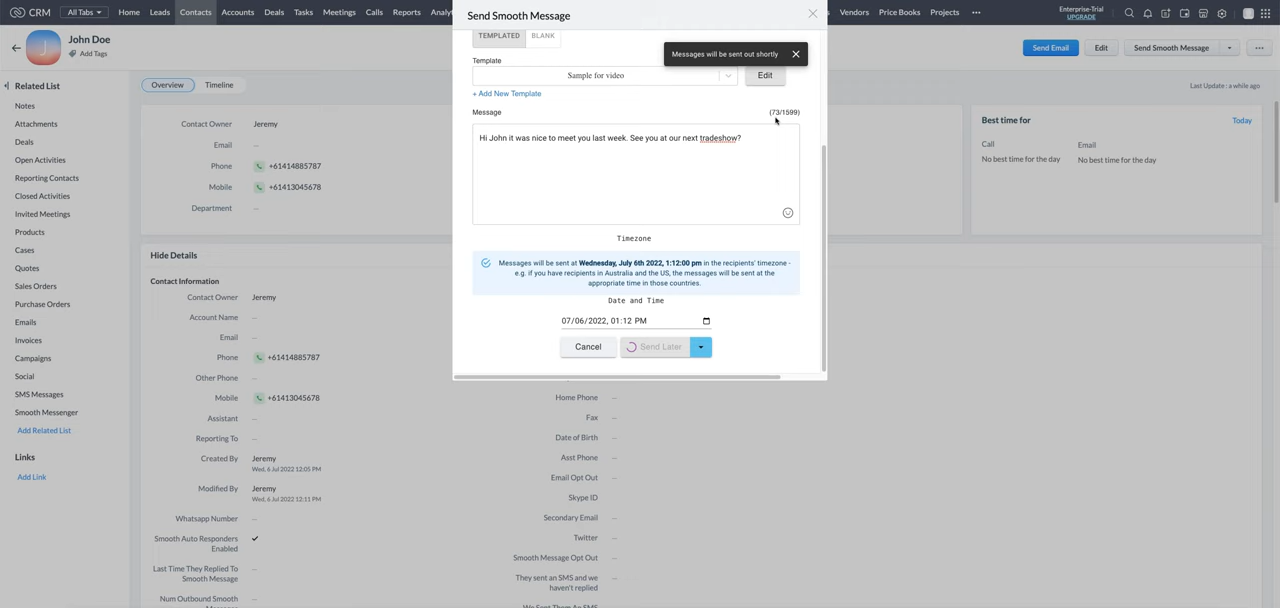 CRM
All Tabs
Home
Leads
Contacts
Accounts
Deals
Tasks
Meetings
Calls
Reports
Vendors
Price Books
Projects
Enterprise-Trial
UPGRADE
John Doe
Add Tags
Send Email
Edit
Send Smooth Message
Related List
Notes
Attachments
Deals
Open Activities
Reporting Contacts
Closed Activities
Invited Meetings
Products
Cases
Quotes
Sales Orders
Purchase Orders
Emails
Invoices
Campaigns
Social
SMS Messages
Smooth Messenger
Add Related List
Links
Add Link
Overview
Timeline
Last Update : a while ago
Contact Owner Jeremy
Email —
Phone +61414885787
Mobile +61413045678
Department —
Best time for
Today
Call
No best time for the day
Email
No best time for the day
Hide Details
Contact Information
Contact Owner Jeremy
Account Name —
Email —
Phone +61414885787
Other Phone —
Mobile +61413045678
Assistant —
Reporting To —
Created By Jeremy
Wed, 6 Jul 2022 12:05 PM
Modified By Jeremy
Wed, 6 Jul 2022 12:11 PM
Whatsapp Number —
Smooth Auto Responders
Enabled
Last Time They Replied To —
Smooth Message
Num Outbound Smooth
Home Phone —
Fax —
Date of Birth —
Asst Phone —
Email Opt Out —
Skype ID —
Secondary Email —
Twitter —
Smooth Message Opt Out —
They sent an SMS and we —
haven't replied
We Sent Them An SMS —
Send Smooth Message
TEMPLATED
BLANK
Messages will be sent out shortly
Template
Sample for video
Edit
+ Add New Template
Message
(73/1599)
Hi John it was nice to meet you last week. See you at our next tradeshow?
Timezone
Messages will be sent at Wednesday, July 6th 2022, 1:12:00 pm in the recipients' timezone -
e.g. if you have recipients in Australia and the US, the messages will be sent at the
appropriate time in those countries.
Date and Time
07/06/2022, 01:12 PM
Cancel
Send Later